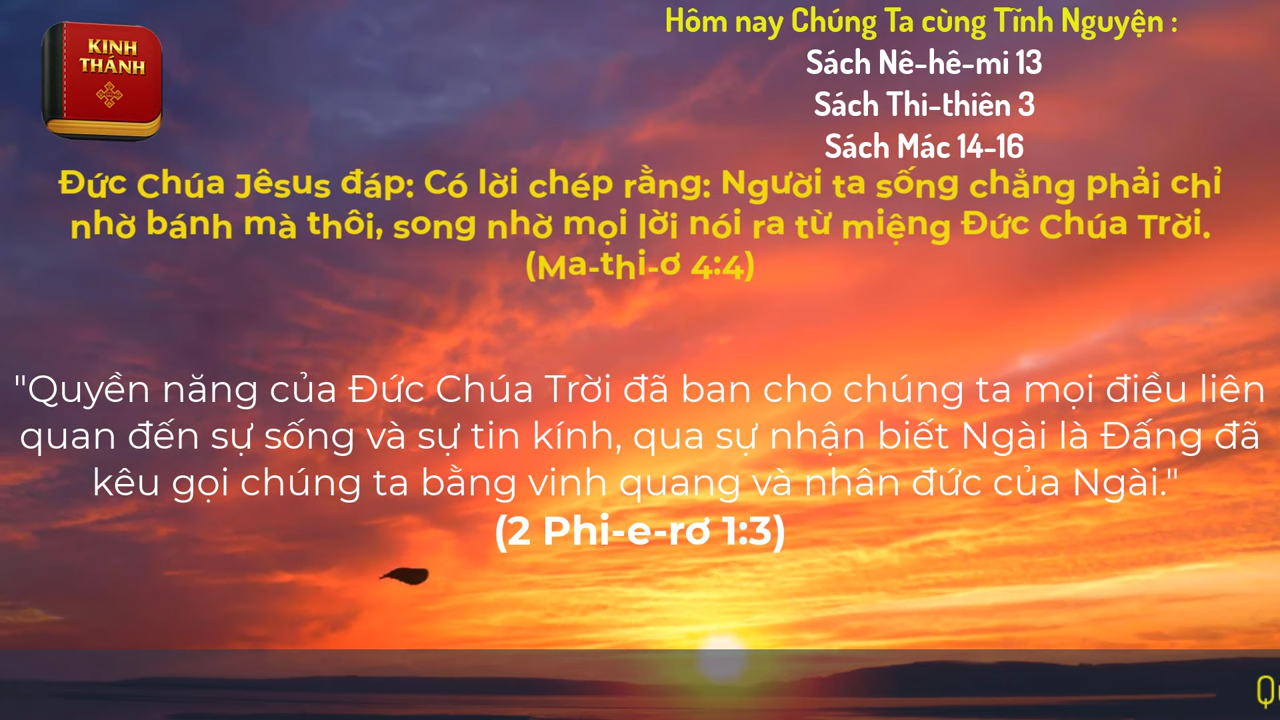 KINH
THÁNH
Hôm nay Chúng Ta cùng Tĩnh Nguyện :
Sách Nê-hê-mi 13
Sách Thi-thiên 3
Sách Mác 14-16
Đức Chúa Jêsus đáp: Có lời chép rằng: Người ta sống chẳng phải chỉ
nhờ bánh mà thôi, song nhờ mọi lời nói ra từ miệng Đức Chúa Trời.
(Ma-thi-ơ 4:4)
"Quyền năng của Đức Chúa Trời đã ban cho chúng ta mọi điều liên
quan đến sự sống và sự tin kính, qua sự nhận biết Ngài là Đấng đã
kêu gọi chúng ta bằng vinh quang và nhân đức của Ngài."
(2 Phi-e-rơ 1:3)